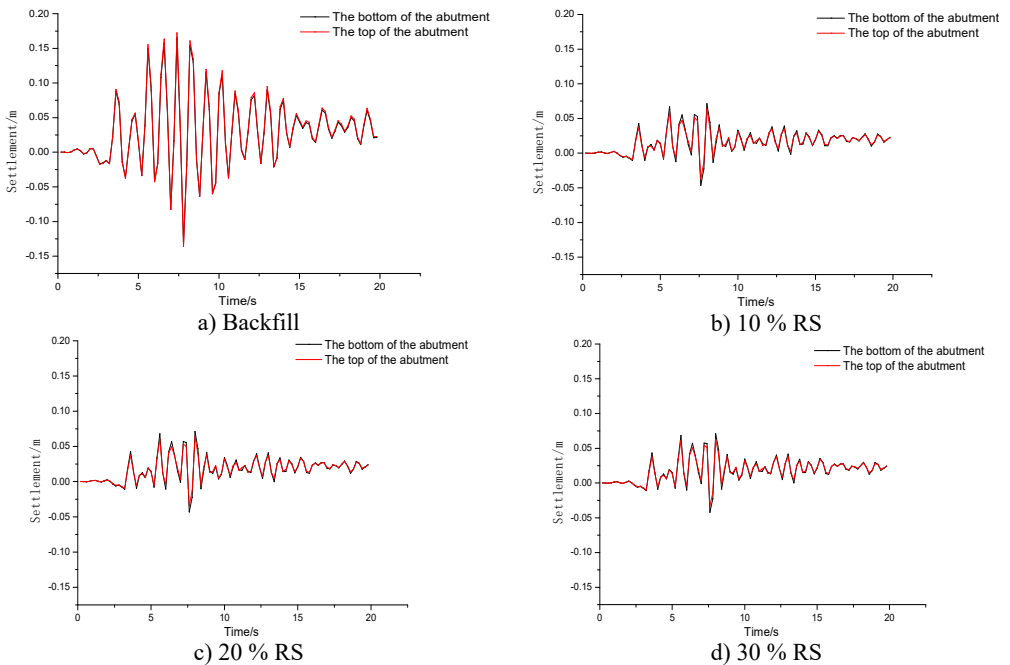 The bottom of the abutment
The top of the abutment
0.20
0.15
0.10
0.05
0.00
-0.05
-0.10
-0.15
Settlement/m
0
5
10
15
20
Time/s
a) Backfill
The bottom of the abutment
The top of the abutment
0.20
0.15
0.10
0.05
0.00
-0.05
-0.10
-0.15
Settlement/m
0
5
10
15
20
Time/s
b) 10 % RS
The bottom of the abutment
The top of the abutment
0.20
0.15
0.10
0.05
0.00
-0.05
-0.10
-0.15
Settlement/m
0
5
10
15
20
Time/s
c) 20 % RS
The bottom of the abutment
The top of the abutment
0.20
0.15
0.10
0.05
0.00
-0.05
-0.10
-0.15
Settlement/m
0
5
10
15
20
Time/s
d) 30 % RS